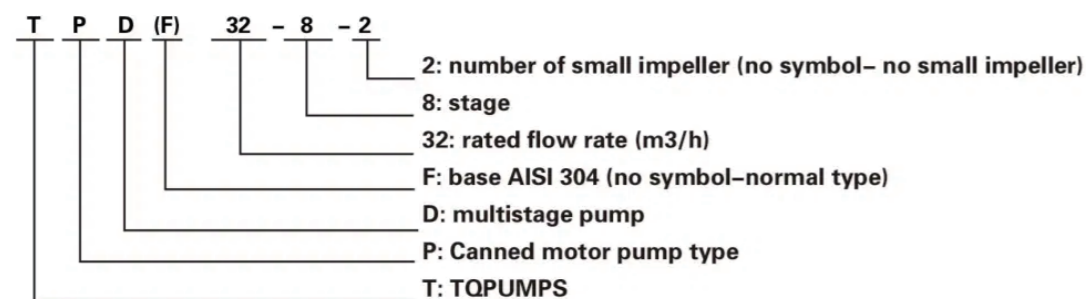 T P D (F) 32 - 8 - 2
2: number of small impeller (no symbol- no small impeller)
8: stage
32: rated flow rate (m3/h)
F: base AISI 304 (no symbol-normal type)
D: multistage pump
P: Canned motor pump type
T: TQPUMPS